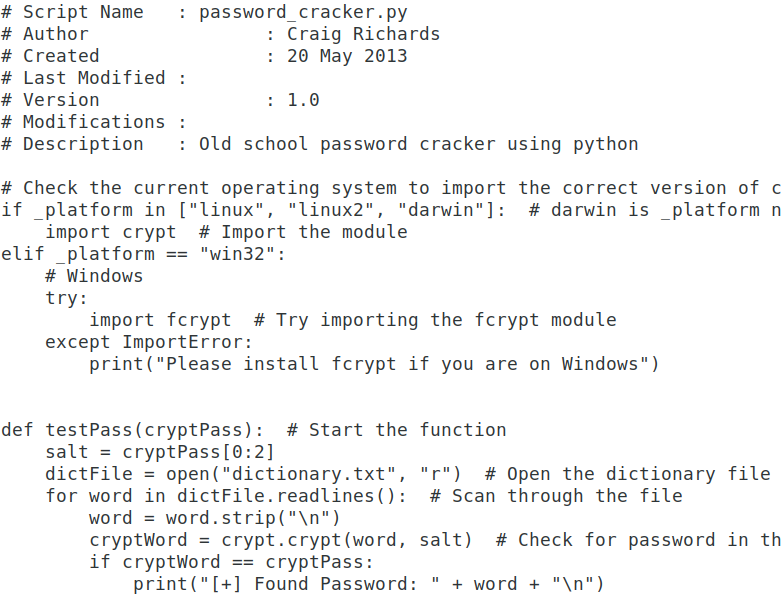 # Script Name   : password_cracker.py
# Author                : Craig Richards
# Created               : 20 May 2013
# Last Modified :
# Version               : 1.0
# Modifications :
# Description   : Old school password cracker using python

# Check the current operating system to import the correct version of c
if _platform in ["linux", "linux2", "darwin"]:  # darwin is _platform n
    import crypt  # Import the module
elif _platform == "win32":
    # Windows
    try:
        import fcrypt  # Try importing the fcrypt module
    except ImportError:
        print("Please install fcrypt if you are on Windows")


def testPass(cryptPass):  # Start the function
    salt = cryptPass[0:2]
    dictFile = open("dictionary.txt", "r")  # Open the dictionary file
    for word in dictFile.readlines():  # Scan through the file
        word = word.strip("\n")
        cryptWord = crypt.crypt(word, salt)  # Check for password in th
        if cryptWord == cryptPass:
            print("[+] Found Password: " + word + "\n")